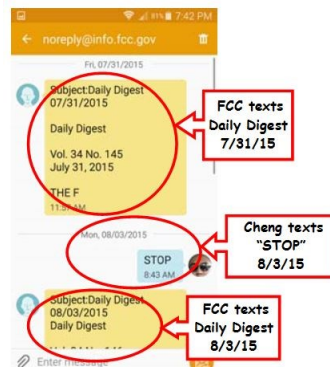 81% 7:42 PM
noreply@info.fcc.gov
Fri, 07/31/2015
Subject:Daily Digest
07/31/2015
Daily Digest
Vol. 34 No. 145
July 31, 2015
THE F
FCC texts
Daily Digest
7/31/15
Mon, 08/03/2015
STOP
8:43 AM
Cheng texts
“STOP”
8/3/15
Subject:Daily Digest
08/03/2015
Daily Digest
FCC texts
Daily Digest
8/3/15
Enter message